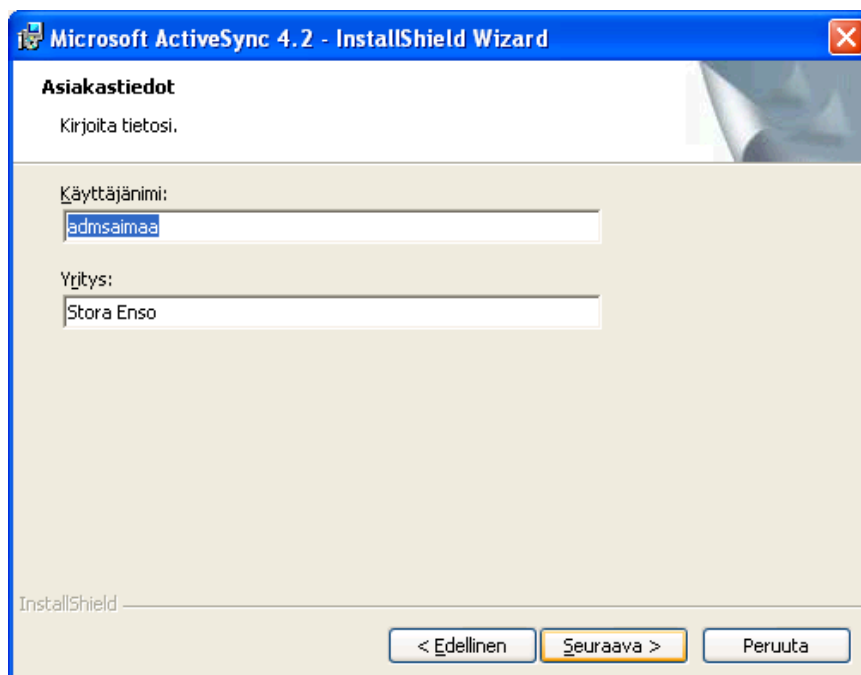 Microsoft ActiveSync 4.2 - InstallShield Wizard
Asiakastiedot
Kirjoita tietosi.
Käyttäjänimi:
admsaimaa
Yritys:
Stora Enso
InstallShield
< Edellinen Seuraava > Peruuta